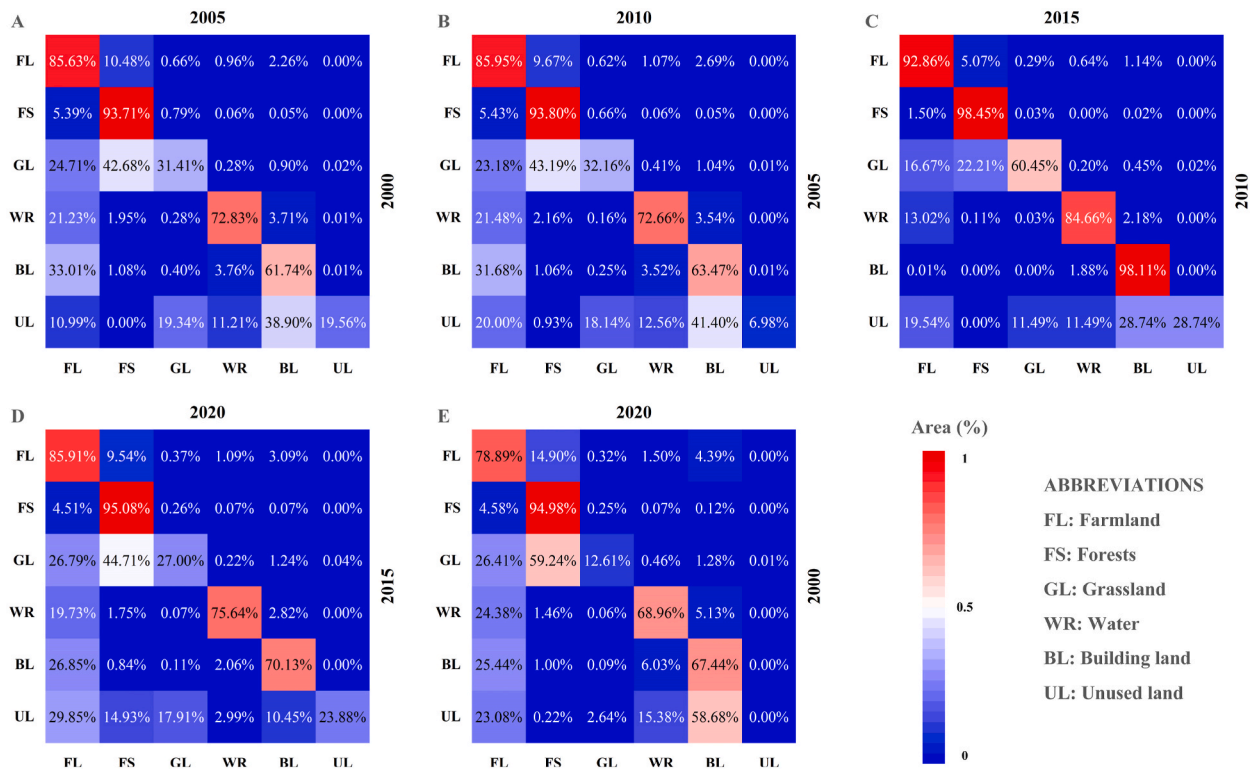 A
2005
FL 85.63% 10.48% 0.66% 0.96% 2.26% 0.00%
FS 5.39% 93.71% 0.79% 0.06% 0.05% 0.00%
GL 24.71% 42.68% 31.41% 0.28% 0.90% 0.02%
WR 21.23% 1.95% 0.28% 72.83% 3.71% 0.01%
BL 33.01% 1.08% 0.40% 3.76% 61.74% 0.01%
UL 10.99% 0.00% 19.34% 11.21% 38.90% 19.56%
FL FS GL WR BL UL
2000
B
2010
FL 85.95% 9.67% 0.62% 1.07% 2.69% 0.00%
FS 5.43% 93.80% 0.66% 0.06% 0.05% 0.00%
GL 23.18% 43.19% 32.16% 0.41% 1.04% 0.01%
WR 21.48% 2.16% 0.16% 72.66% 3.54% 0.00%
BL 31.68% 1.06% 0.25% 3.52% 63.47% 0.01%
UL 20.00% 0.93% 18.14% 12.56% 41.40% 6.98%
FL FS GL WR BL UL
2005
C
2015
FL 92.86% 5.07% 0.29% 0.64% 1.14% 0.00%
FS 1.50% 98.45% 0.03% 0.00% 0.02% 0.00%
GL 16.67% 22.21% 60.45% 0.20% 0.45% 0.02%
WR 13.02% 0.11% 0.03% 84.66% 2.18% 0.00%
BL 0.01% 0.00% 0.00% 1.88% 98.11% 0.00%
UL 19.54% 0.00% 11.49% 11.49% 28.74% 28.74%
FL FS GL WR BL UL
2010
D
2020
FL 85.91% 9.54% 0.37% 1.09% 3.09% 0.00%
FS 4.51% 95.08% 0.26% 0.07% 0.07% 0.00%
GL 26.79% 44.71% 27.00% 0.22% 1.24% 0.04%
WR 19.73% 1.75% 0.07% 75.64% 2.82% 0.00%
BL 26.85% 0.84% 0.11% 2.06% 70.13% 0.00%
UL 29.85% 14.93% 17.91% 2.99% 10.45% 23.88%
FL FS GL WR BL UL
2015
E
2020
FL 78.89% 14.90% 0.32% 1.50% 4.39% 0.00%
FS 4.58% 94.98% 0.25% 0.07% 0.12% 0.00%
GL 26.41% 59.24% 12.61% 0.46% 1.28% 0.01%
WR 24.38% 1.46% 0.06% 68.96% 5.13% 0.00%
BL 25.44% 1.00% 0.09% 6.03% 67.44% 0.00%
UL 23.08% 0.22% 2.64% 15.38% 58.68% 0.00%
FL FS GL WR BL UL
2000
Area (%)
1
0.5
0
ABBREVIATIONS
FL: Farmland
FS: Forests
GL: Grassland
WR: Water
BL: Building land
UL: Unused land